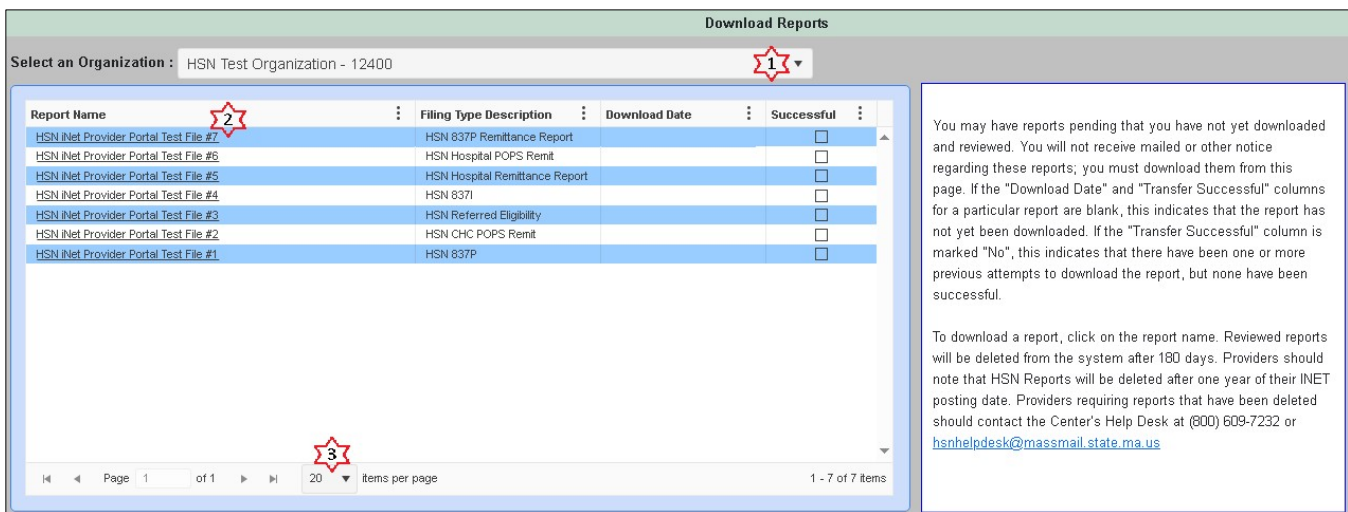 Download Reports
Select an Organization : HSN Test Organization - 12400 1
Report Name 2 Filing Type Description Download Date Successful
HSN iNet Provider Portal Test File #7 HSN 837P Remittance Report
HSN iNet Provider Portal Test File #6 HSN Hospital POPS Remit
HSN iNet Provider Portal Test File #5 HSN Hospital Remittance Report
HSN iNet Provider Portal Test File #4 HSN 837I
HSN iNet Provider Portal Test File #3 HSN Referred Eligibility
HSN iNet Provider Portal Test File #2 HSN CHC POPS Remit
HSN iNet Provider Portal Test File #1 HSN 837P
3
Page 1 of 1 20 items per page 1 - 7 of 7 items
You may have reports pending that you have not yet downloaded
and reviewed. You will not receive mailed or other notice
regarding these reports; you must download them from this
page. If the "Download Date" and "Transfer Successful" columns
for a particular report are blank, this indicates that the report has
not yet been downloaded. If the "Transfer Successful" column is
marked "No", this indicates that there have been one or more
previous attempts to download the report, but none have been
successful.
To download a report, click on the report name. Reviewed reports
will be deleted from the system after 180 days. Providers should
note that HSN Reports will be deleted after one year of their INET
posting date. Providers requiring reports that have been deleted
should contact the Center's Help Desk at (800) 609-7232 or
hsnhelpdesk@massmail.state.ma.us